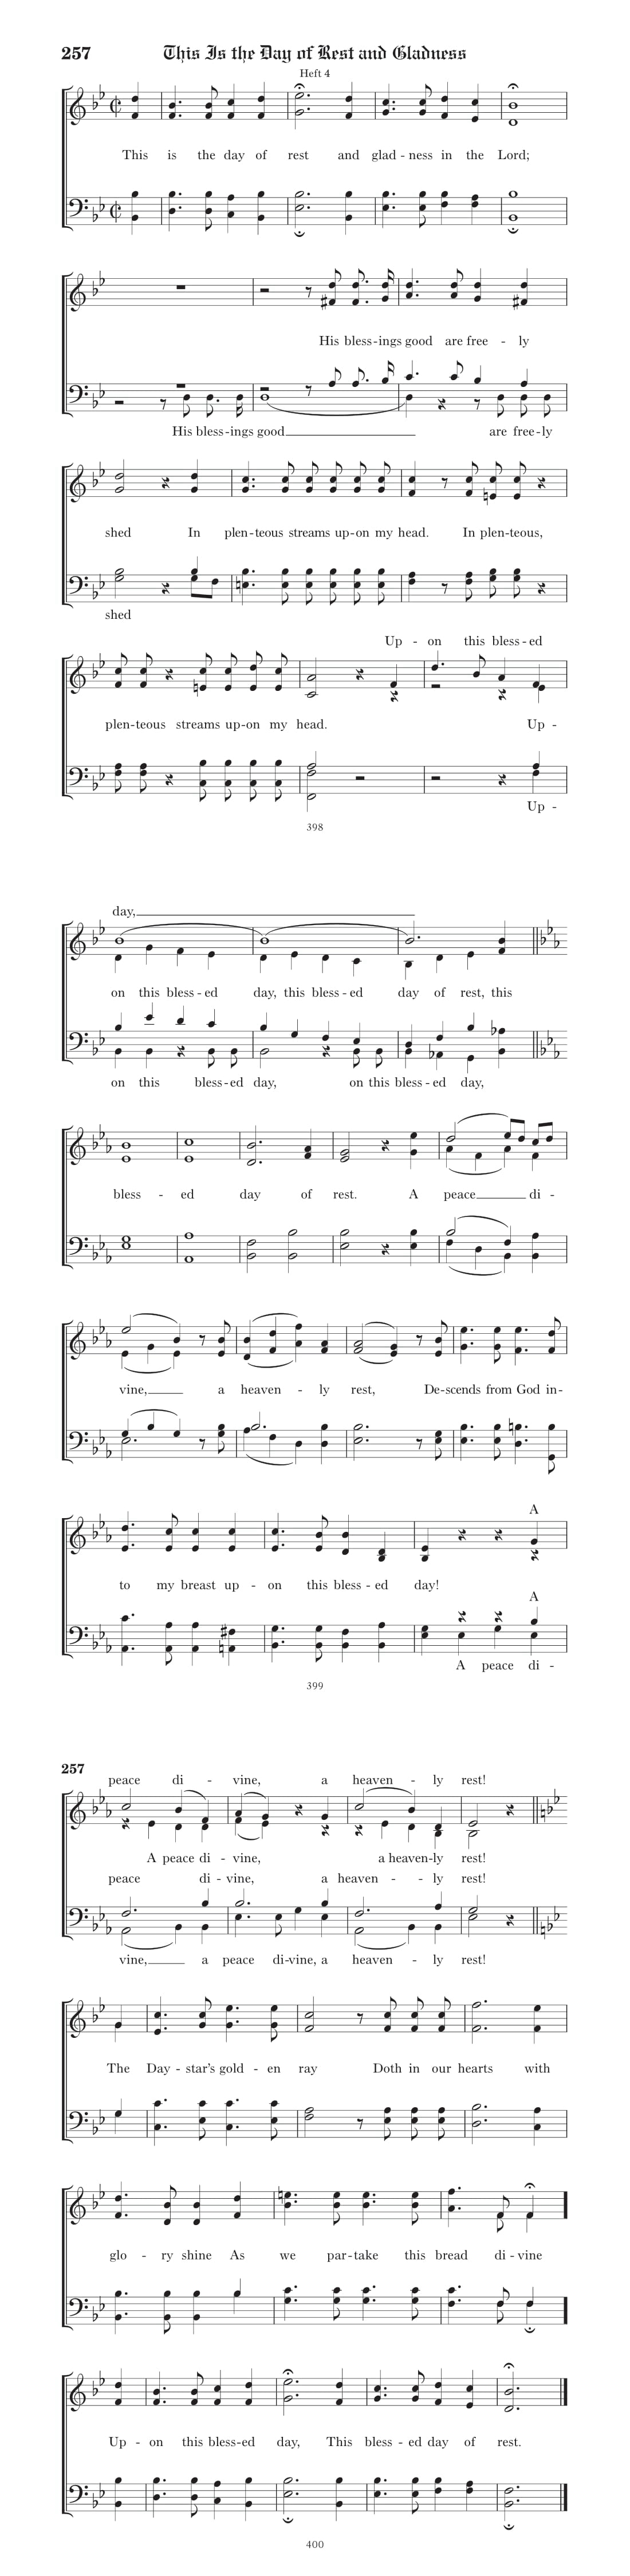 257 This Is the Day of Rest and Gladness
Heft 4
This is the day of rest and glad - ness in the Lord;
His bless - ings good are free - ly
His bless - ings good are free - ly
shed In plen - teous streams up - on my head. In plen - teous,
shed
Up - on this bless - ed
plen - teous streams up - on my head. Up -
Up -
398
day,
on this bless - ed day, this bless - ed day of rest, this
on this bless - ed day, on this bless - ed day,
bless - ed day of rest. A peace di -
vine, a heaven - ly rest, De - scends from God in -
A
to my breast up - on this bless - ed day!
A
A peace di -
399
257
peace di - vine, a heaven - ly rest!
A peace di - vine, a heaven - ly rest!
peace di - vine, a heaven - ly rest!
vine, a peace di - vine, a heaven - ly rest!
The Day - star's gold - en ray Doth in our hearts with
glo - ry shine As we par - take this bread di - vine
Up - on this bless - ed day, This bless - ed day of rest.
400